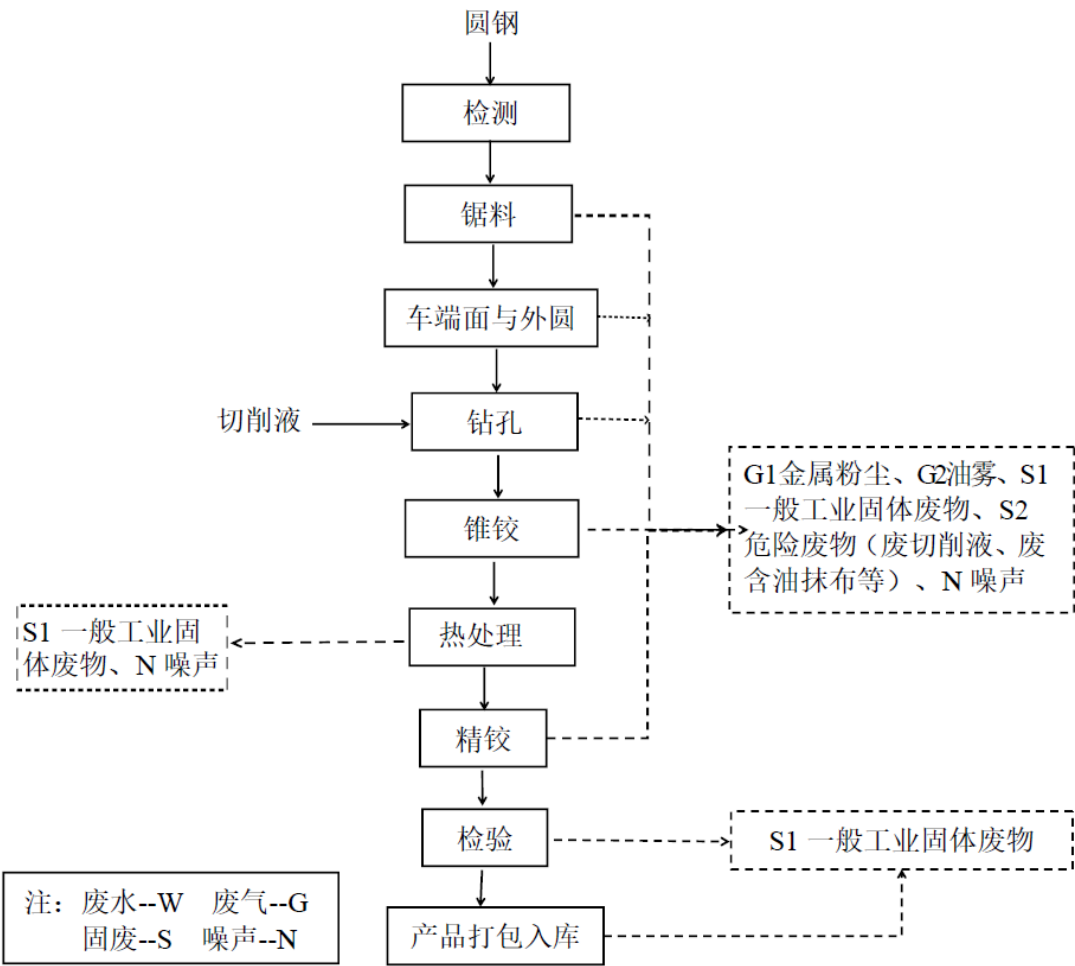 圆钢
检测
锯料
车端面与外圆
切削液
钻孔
G1金属粉尘、G2油雾、S1
一般工业固体废物、S2
危险废物（废切削液、废
含油抹布等）、N 噪声
锥铰
热处理
S1 一般工业固
体废物、N 噪声
精铰
检验
S1 一般工业固体废物
产品打包入库
注：废水--W 废气--G
固废--S 噪声--N